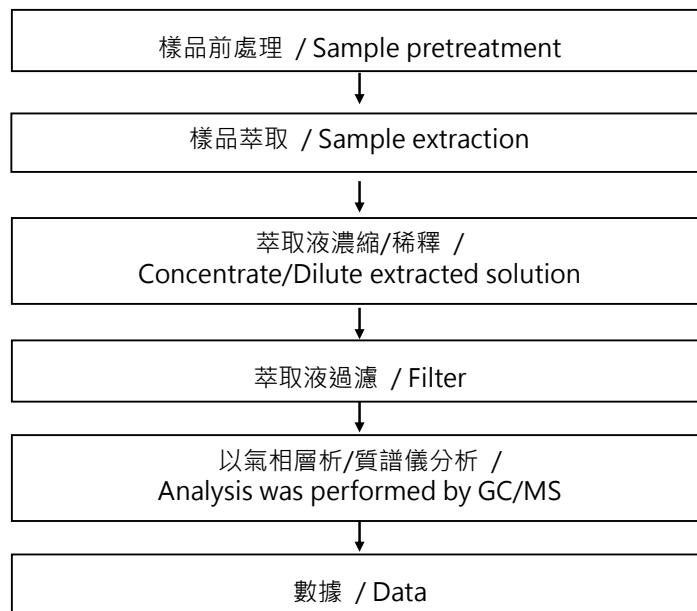 樣品前處理 / Sample pretreatment
樣品萃取 / Sample extraction
萃取液濃縮/稀釋 /
Concentrate/Dilute extracted solution
萃取液過濾 / Filter
以氣相層析/質譜儀分析 /
Analysis was performed by GC/MS
數據 / Data